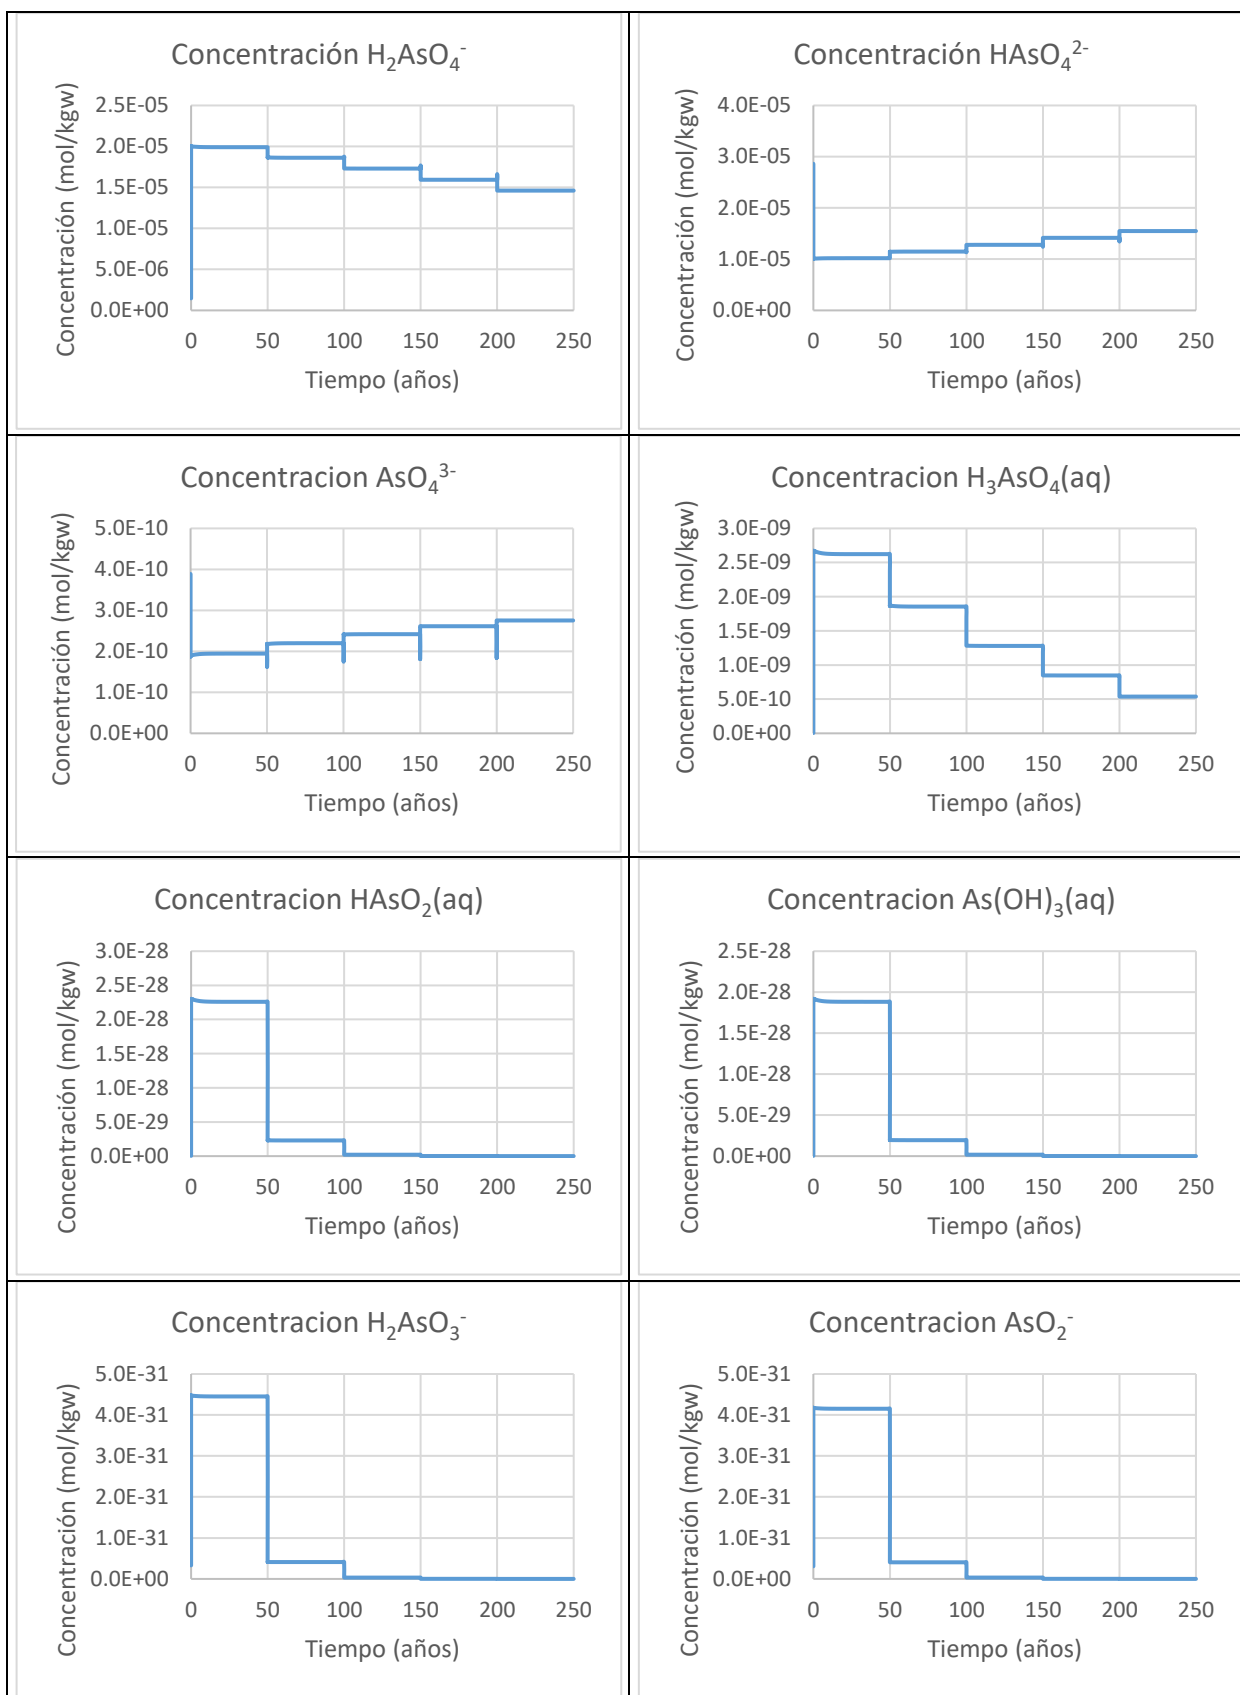 Concentración H₂AsO₄⁻
Concentración (mol/kgw)
2.5E-05
2.0E-05
1.5E-05
1.0E-05
5.0E-06
0.0E+00
0 50 100 150 200 250
Tiempo (años)
Concentración HAsO₄²⁻
Concentración (mol/kgw)
4.0E-05
3.0E-05
2.0E-05
1.0E-05
0.0E+00
0 50 100 150 200 250
Tiempo (años)
Concentracion AsO₄³⁻
Concentración (mol/kgw)
5.0E-10
4.0E-10
3.0E-10
2.0E-10
1.0E-10
0.0E+00
0 50 100 150 200 250
Tiempo (años)
Concentracion H₃AsO₄(aq)
Concentración (mol/kgw)
3.0E-09
2.5E-09
2.0E-09
1.5E-09
1.0E-09
5.0E-10
0.0E+00
0 50 100 150 200 250
Tiempo (años)
Concentracion HAsO₂(aq)
Concentración (mol/kgw)
3.0E-28
2.5E-28
2.0E-28
1.5E-28
1.0E-28
5.0E-29
0.0E+00
0 50 100 150 200 250
Tiempo (años)
Concentracion As(OH)₃(aq)
Concentración (mol/kgw)
2.5E-28
2.0E-28
1.5E-28
1.0E-28
5.0E-29
0.0E+00
0 50 100 150 200 250
Tiempo (años)
Concentracion H₂AsO₃⁻
Concentración (mol/kgw)
5.0E-31
4.0E-31
3.0E-31
2.0E-31
1.0E-31
0.0E+00
0 50 100 150 200 250
Tiempo (años)
Concentracion AsO₂⁻
Concentración (mol/kgw)
5.0E-31
4.0E-31
3.0E-31
2.0E-31
1.0E-31
0.0E+00
0 50 100 150 200 250
Tiempo (años)